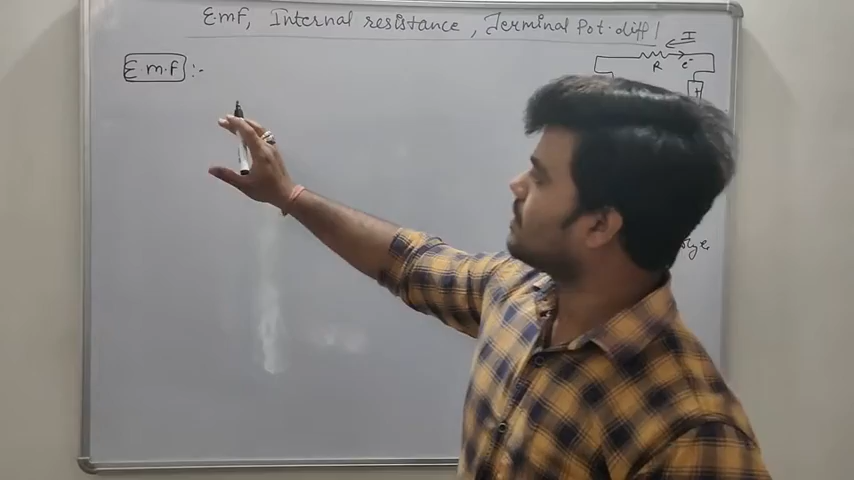 Emf, Internal resistance, Terminal Pot. diff!
I
R e⁻
E.m.f :-
+